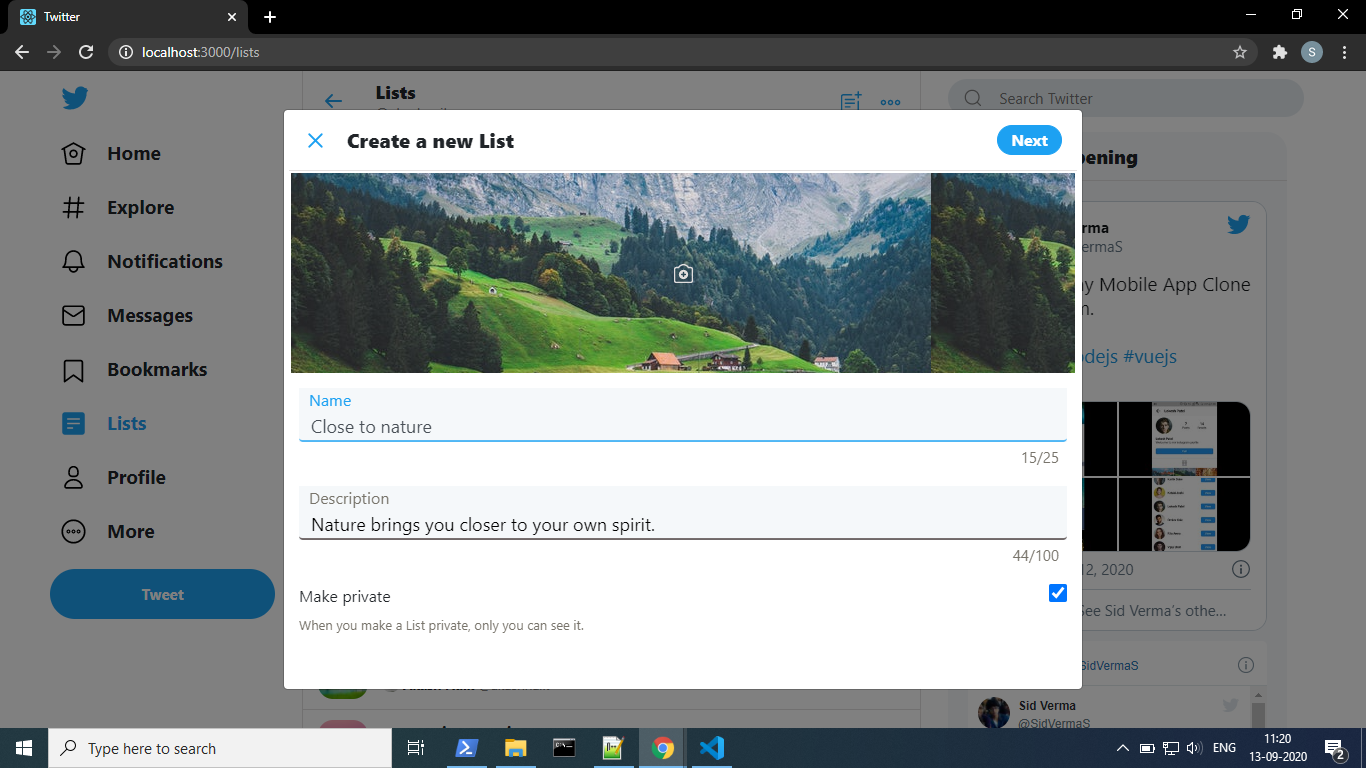 Twitter
localhost:3000/lists
S
Lists
Search Twitter
Home
Explore
Notifications
Messages
Bookmarks
Lists
Profile
More
Tweet
Create a new List
Next
Name
Close to nature
15/25
Description
Nature brings you closer to your own spirit.
44/100
Make private
When you make a List private, only you can see it.
pening
rma
ermaS
y Mobile App Clone
dejs #vuejs
12, 2020
See Sid Verma's othe...
SidVermaS
Sid Verma
@SidVermaS
Type here to search
ENG
11:20
13-09-2020
2